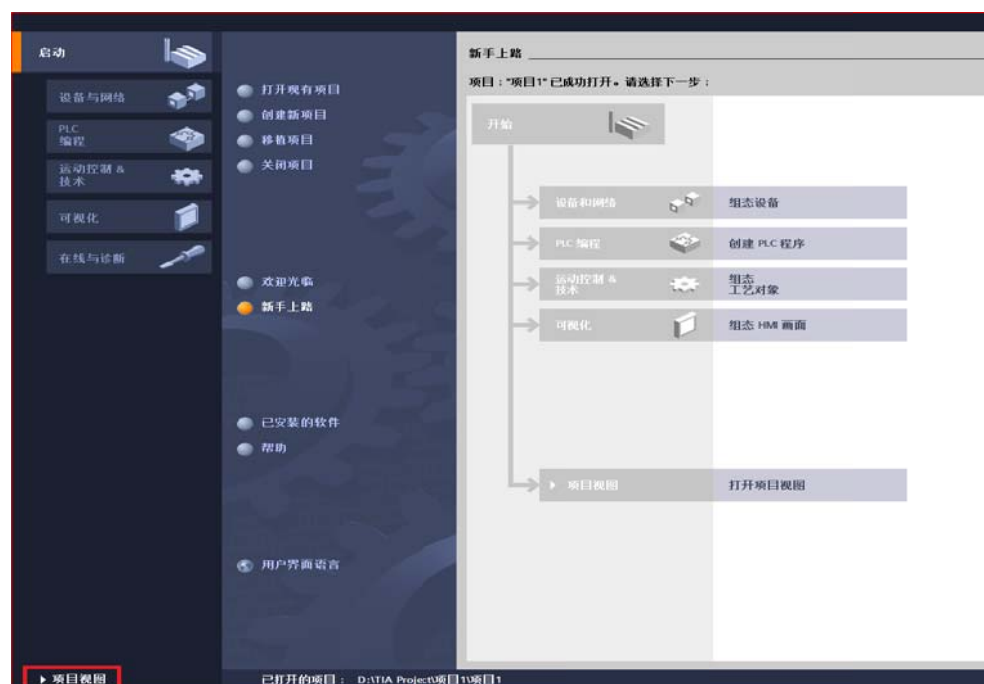 启动
设备与网络
PLC
编程
运动控制 &
技术
可视化
在线与诊断
打开现有项目
创建新项目
移植项目
关闭项目
欢迎光临
新手上路
已安装的软件
帮助
用户界面语言
新手上路
项目："项目1" 已成功打开。请选择下一步：
开始
设备和网络
组态设备
PLC 编程
创建 PLC 程序
运动控制 &
技术
组态
工艺对象
可视化
组态 HMI 画面
项目视图
打开项目视图
项目视图
已打开的项目： D:\TIA Project\项目1\项目1